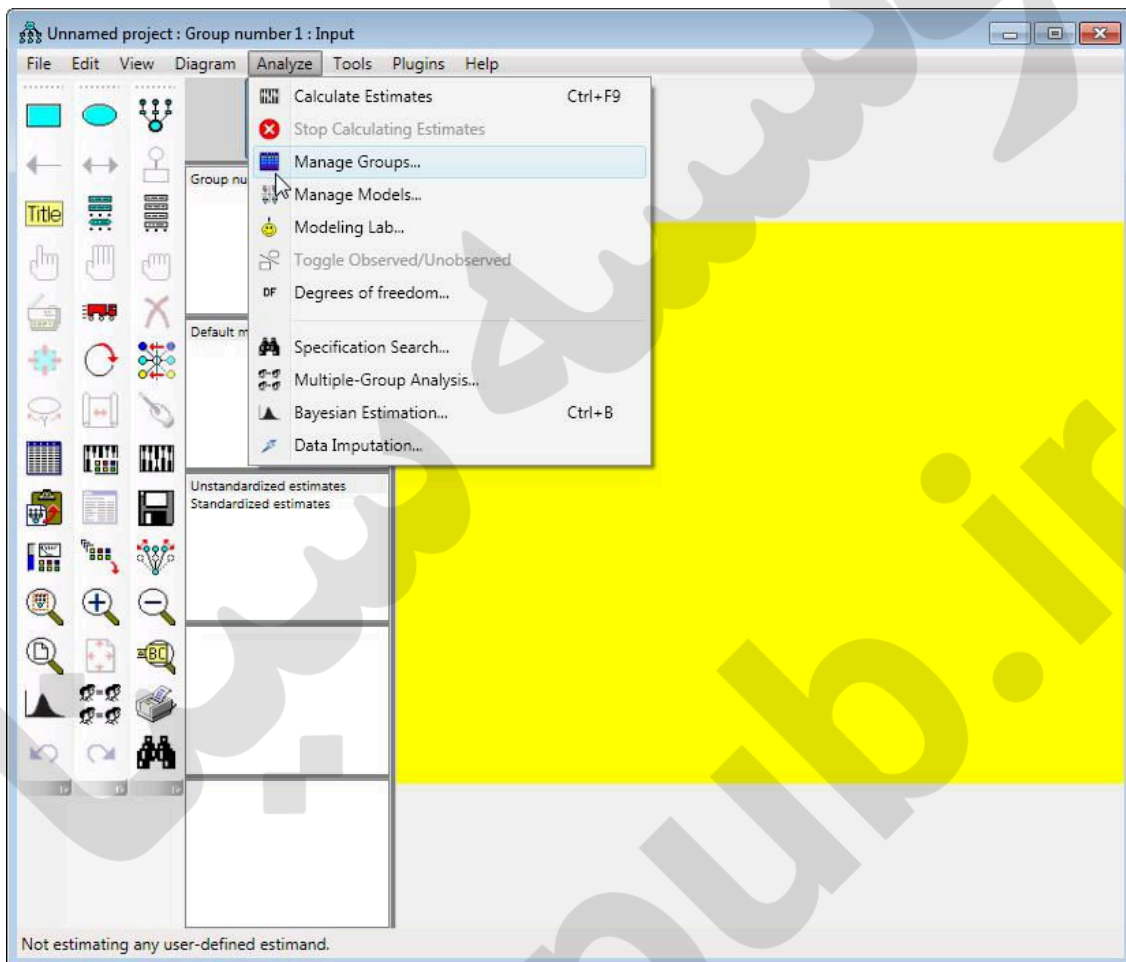 Unnamed project : Group number 1 : Input
File Edit View Diagram Analyze Tools Plugins Help
Calculate Estimates Ctrl+F9
Stop Calculating Estimates
Manage Groups...
Group nu
Manage Models...
Title
Modeling Lab...
Toggle Observed/Unobserved
DF Degrees of freedom...
Default m
Specification Search...
Multiple-Group Analysis...
Bayesian Estimation... Ctrl+B
Data Imputation...
Unstandardized estimates
Standardized estimates
Not estimating any user-defined estimand.
pub.ir